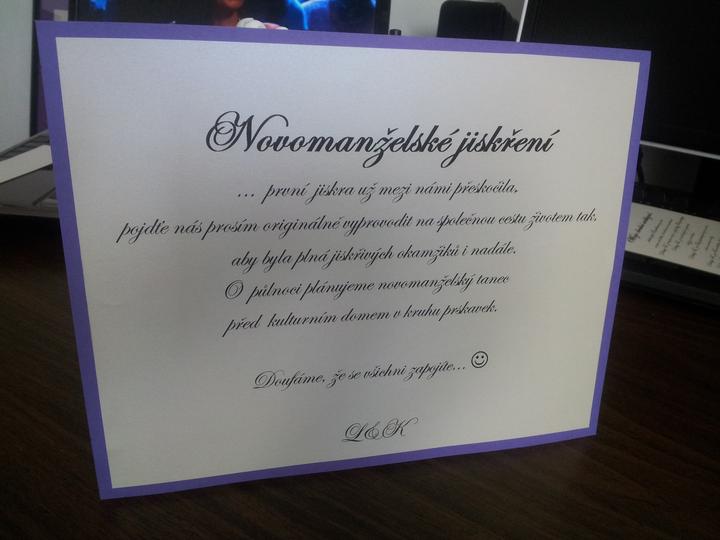 Novomanželské jiskření
... první jiskra už mezi námi přeskočila,
pojďte nás prosím originálně vyprovodit na společnou cestu životem tak,
aby byla plná jiskřivých okamžiků i nadále.
O půlnoci plánujeme novomanželský tanec
před kulturním domem v kruhu prskavek.
Doufáme, že se všichni zapojíte... ☺
L&K